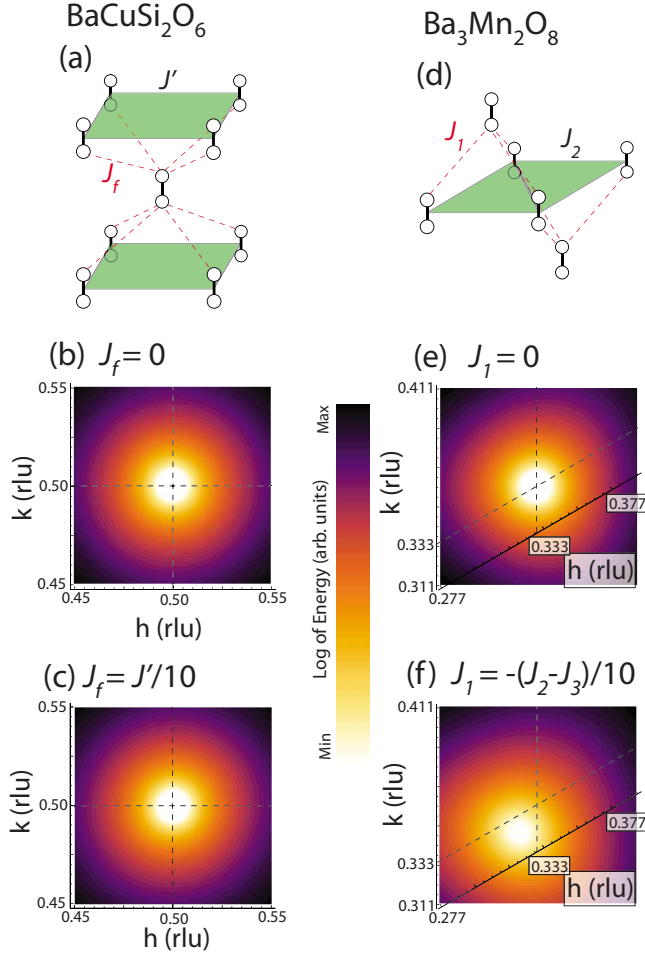 BaCuSi₂O₆
Ba₃Mn₂O₈
(a)
J'
J_f
(d)
J₁
J₂
(b) J_f = 0
0.55
0.50
0.45
k (rlu)
0.45
0.50
0.55
h (rlu)
Max
Log of Energy (arb. units)
Min
(e) J₁ = 0
0.411
0.333
0.311
k (rlu)
0.277
0.333
0.377
h (rlu)
(c) J_f = J'/10
0.55
0.50
0.45
k (rlu)
0.45
0.50
0.55
h (rlu)
(f) J₁ = -(J₂-J₃)/10
0.411
0.333
0.311
k (rlu)
0.277
0.333
0.377
h (rlu)